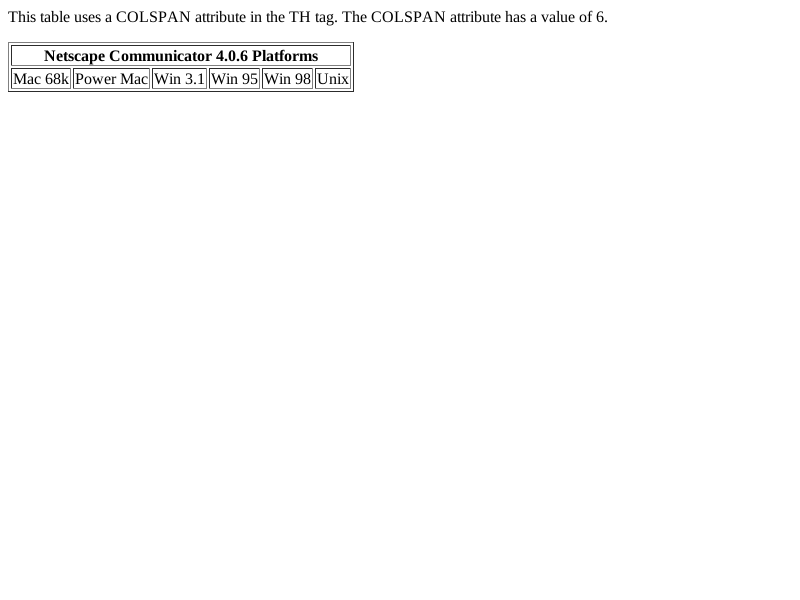 This table uses a COLSPAN attribute in the TH tag. The COLSPAN attribute has a value of 6.
Netscape Communicator 4.0.6 Platforms
Mac 68k Power Mac Win 3.1 Win 95 Win 98 Unix